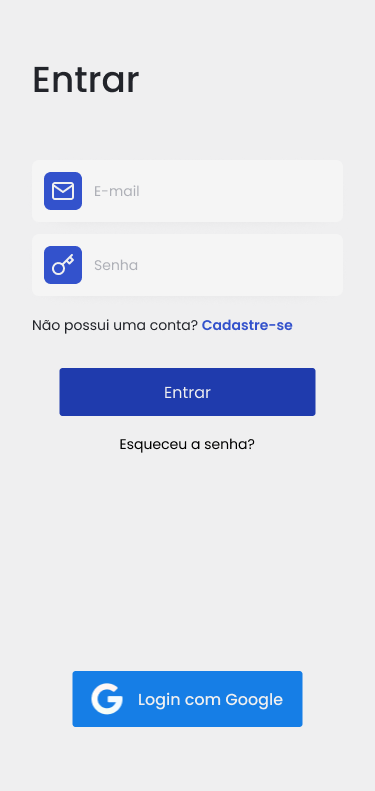 Entrar
E-mail
Senha
Não possui uma conta? Cadastre-se
Entrar
Esqueceu a senha?
Login com Google